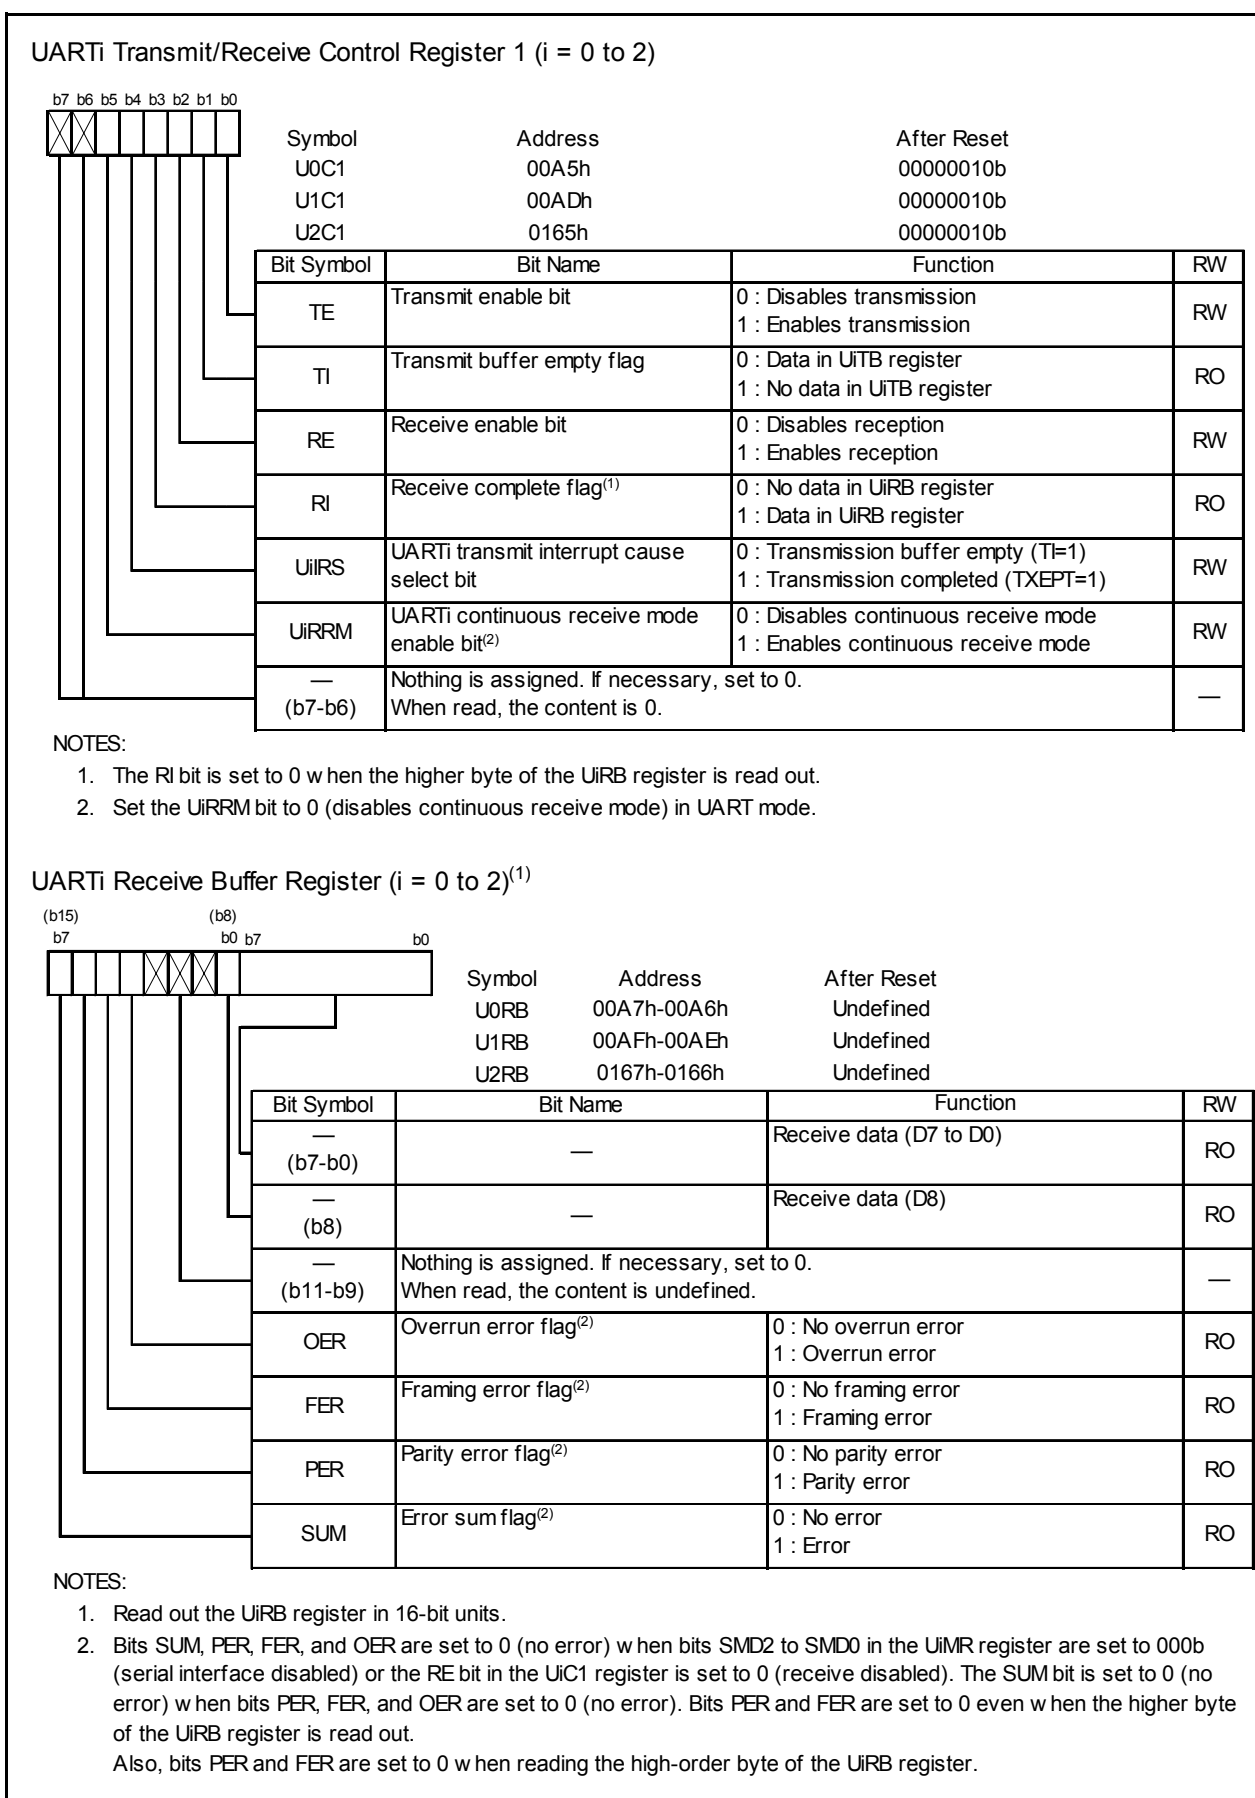 UARTi Transmit/Receive Control Register 1 (i = 0 to 2)
b7 b6 b5 b4 b3 b2 b1 b0
Symbol Address After Reset
U0C1 00A5h 00000010b
U1C1 00ADh 00000010b
U2C1 0165h 00000010b
Bit Symbol Bit Name Function RW
TE Transmit enable bit 0 : Disables transmission RW
1 : Enables transmission
TI Transmit buffer empty flag 0 : Data in UiTB register RO
1 : No data in UiTB register
RE Receive enable bit 0 : Disables reception RW
1 : Enables reception
RI Receive complete flag(1) 0 : No data in UiRB register RO
1 : Data in UiRB register
UiIRS UARTi transmit interrupt cause 0 : Transmission buffer empty (TI=1) RW
select bit 1 : Transmission completed (TXEPT=1)
UiRRM UARTi continuous receive mode 0 : Disables continuous receive mode RW
enable bit(2) 1 : Enables continuous receive mode
— Nothing is assigned. If necessary, set to 0. —
(b7-b6) When read, the content is 0.
NOTES:
1. The RI bit is set to 0 when the higher byte of the UiRB register is read out.
2. Set the UiRRM bit to 0 (disables continuous receive mode) in UART mode.
UARTi Receive Buffer Register (i = 0 to 2)(1)
(b15) (b8)
b7 b0 b7 b0
Symbol Address After Reset
U0RB 00A7h-00A6h Undefined
U1RB 00AFh-00AEh Undefined
U2RB 0167h-0166h Undefined
Bit Symbol Bit Name Function RW
— — Receive data (D7 to D0) RO
(b7-b0)
— — Receive data (D8) RO
(b8)
— Nothing is assigned. If necessary, set to 0. —
(b11-b9) When read, the content is undefined.
OER Overrun error flag(2) 0 : No overrun error RO
1 : Overrun error
FER Framing error flag(2) 0 : No framing error RO
1 : Framing error
PER Parity error flag(2) 0 : No parity error RO
1 : Parity error
SUM Error sum flag(2) 0 : No error RO
1 : Error
NOTES:
1. Read out the UiRB register in 16-bit units.
2. Bits SUM, PER, FER, and OER are set to 0 (no error) when bits SMD2 to SMD0 in the UiMR register are set to 000b
(serial interface disabled) or the RE bit in the UiC1 register is set to 0 (receive disabled). The SUM bit is set to 0 (no
error) when bits PER, FER, and OER are set to 0 (no error). Bits PER and FER are set to 0 even when the higher byte
of the UiRB register is read out.
Also, bits PER and FER are set to 0 when reading the high-order byte of the UiRB register.